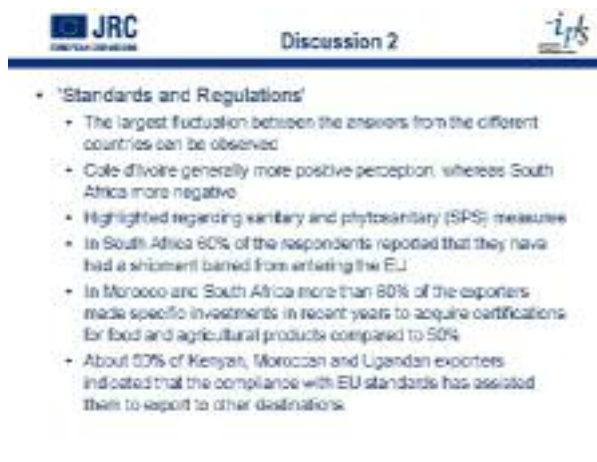 JRC
EUROPEAN COMMISSION
Discussion 2
ipts
• 'Standards and Regulations'
• The largest fluctuation between the answers from the different
countries can be observed
• Cote d'Ivoire generally more positive perception, whereas South
Africa more negative
• Highlighted regarding sanitary and phytosanitary (SPS) measures
• In South Africa 60% of the respondents reported that they have
had a shipment barred from entering the EU
• In Morocco and South Africa more than 80% of the exporters
made specific investments in recent years to acquire certifications
for food and agricultural products compared to 50%
• About 50% of Kenyan, Moroccan and Ugandan exporters
indicated that the compliance with EU standards has assisted
them to export to other destinations